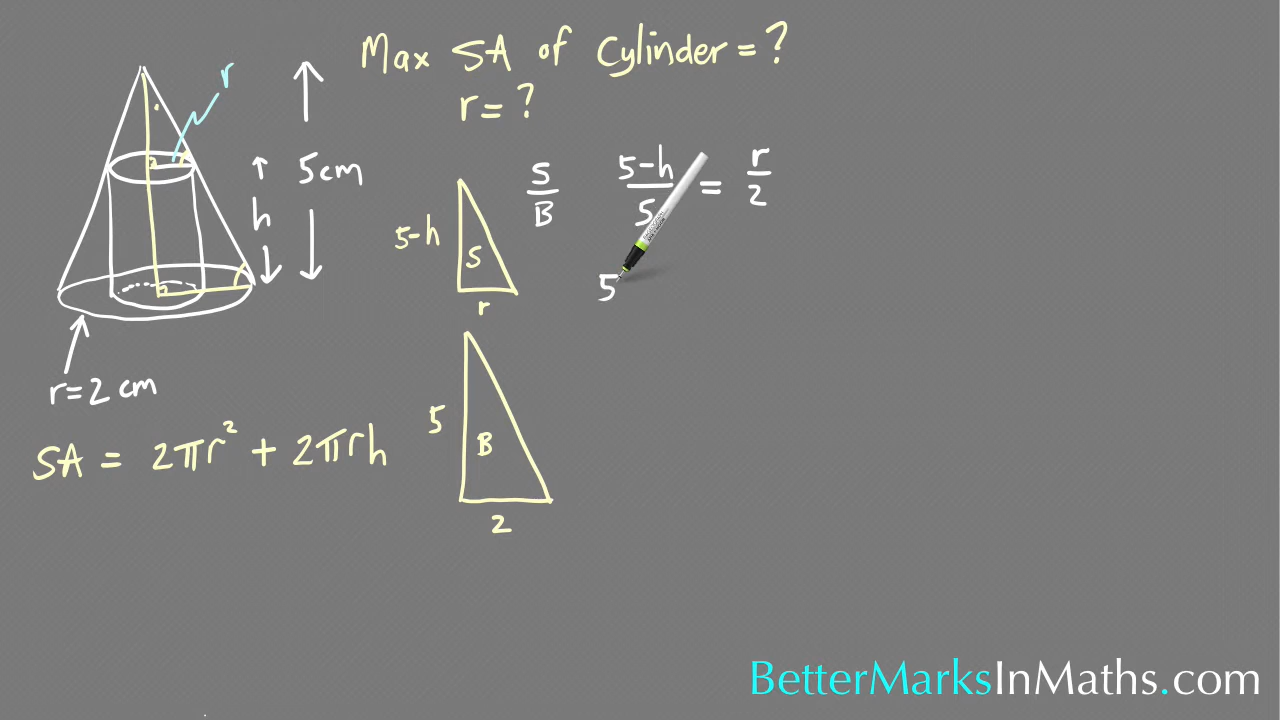 Max SA of Cylinder = ?
r = ?
r
5cm
h
r = 2 cm
5-h
S
r
S/B
5-h/5 = r/2
5
5
B
2
SA = 2πr² + 2πrh
BetterMarksInMaths.com